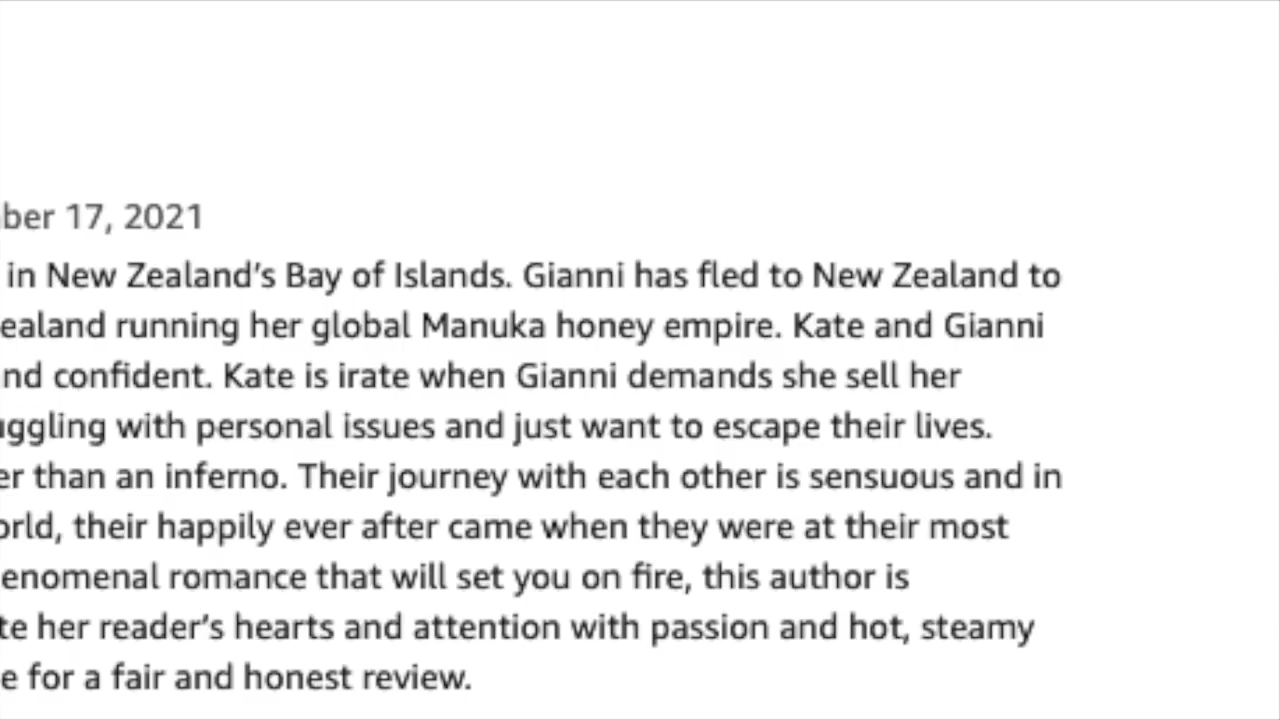 ber 17, 2021
in New Zealand’s Bay of Islands. Gianni has fled to New Zealand to
ealand running her global Manuka honey empire. Kate and Gianni
nd confident. Kate is irate when Gianni demands she sell her
ggling with personal issues and just want to escape their lives.
er than an inferno. Their journey with each other is sensuous and in
orld, their happily ever after came when they were at their most
enomenal romance that will set you on fire, this author is
te her reader’s hearts and attention with passion and hot, steamy
e for a fair and honest review.